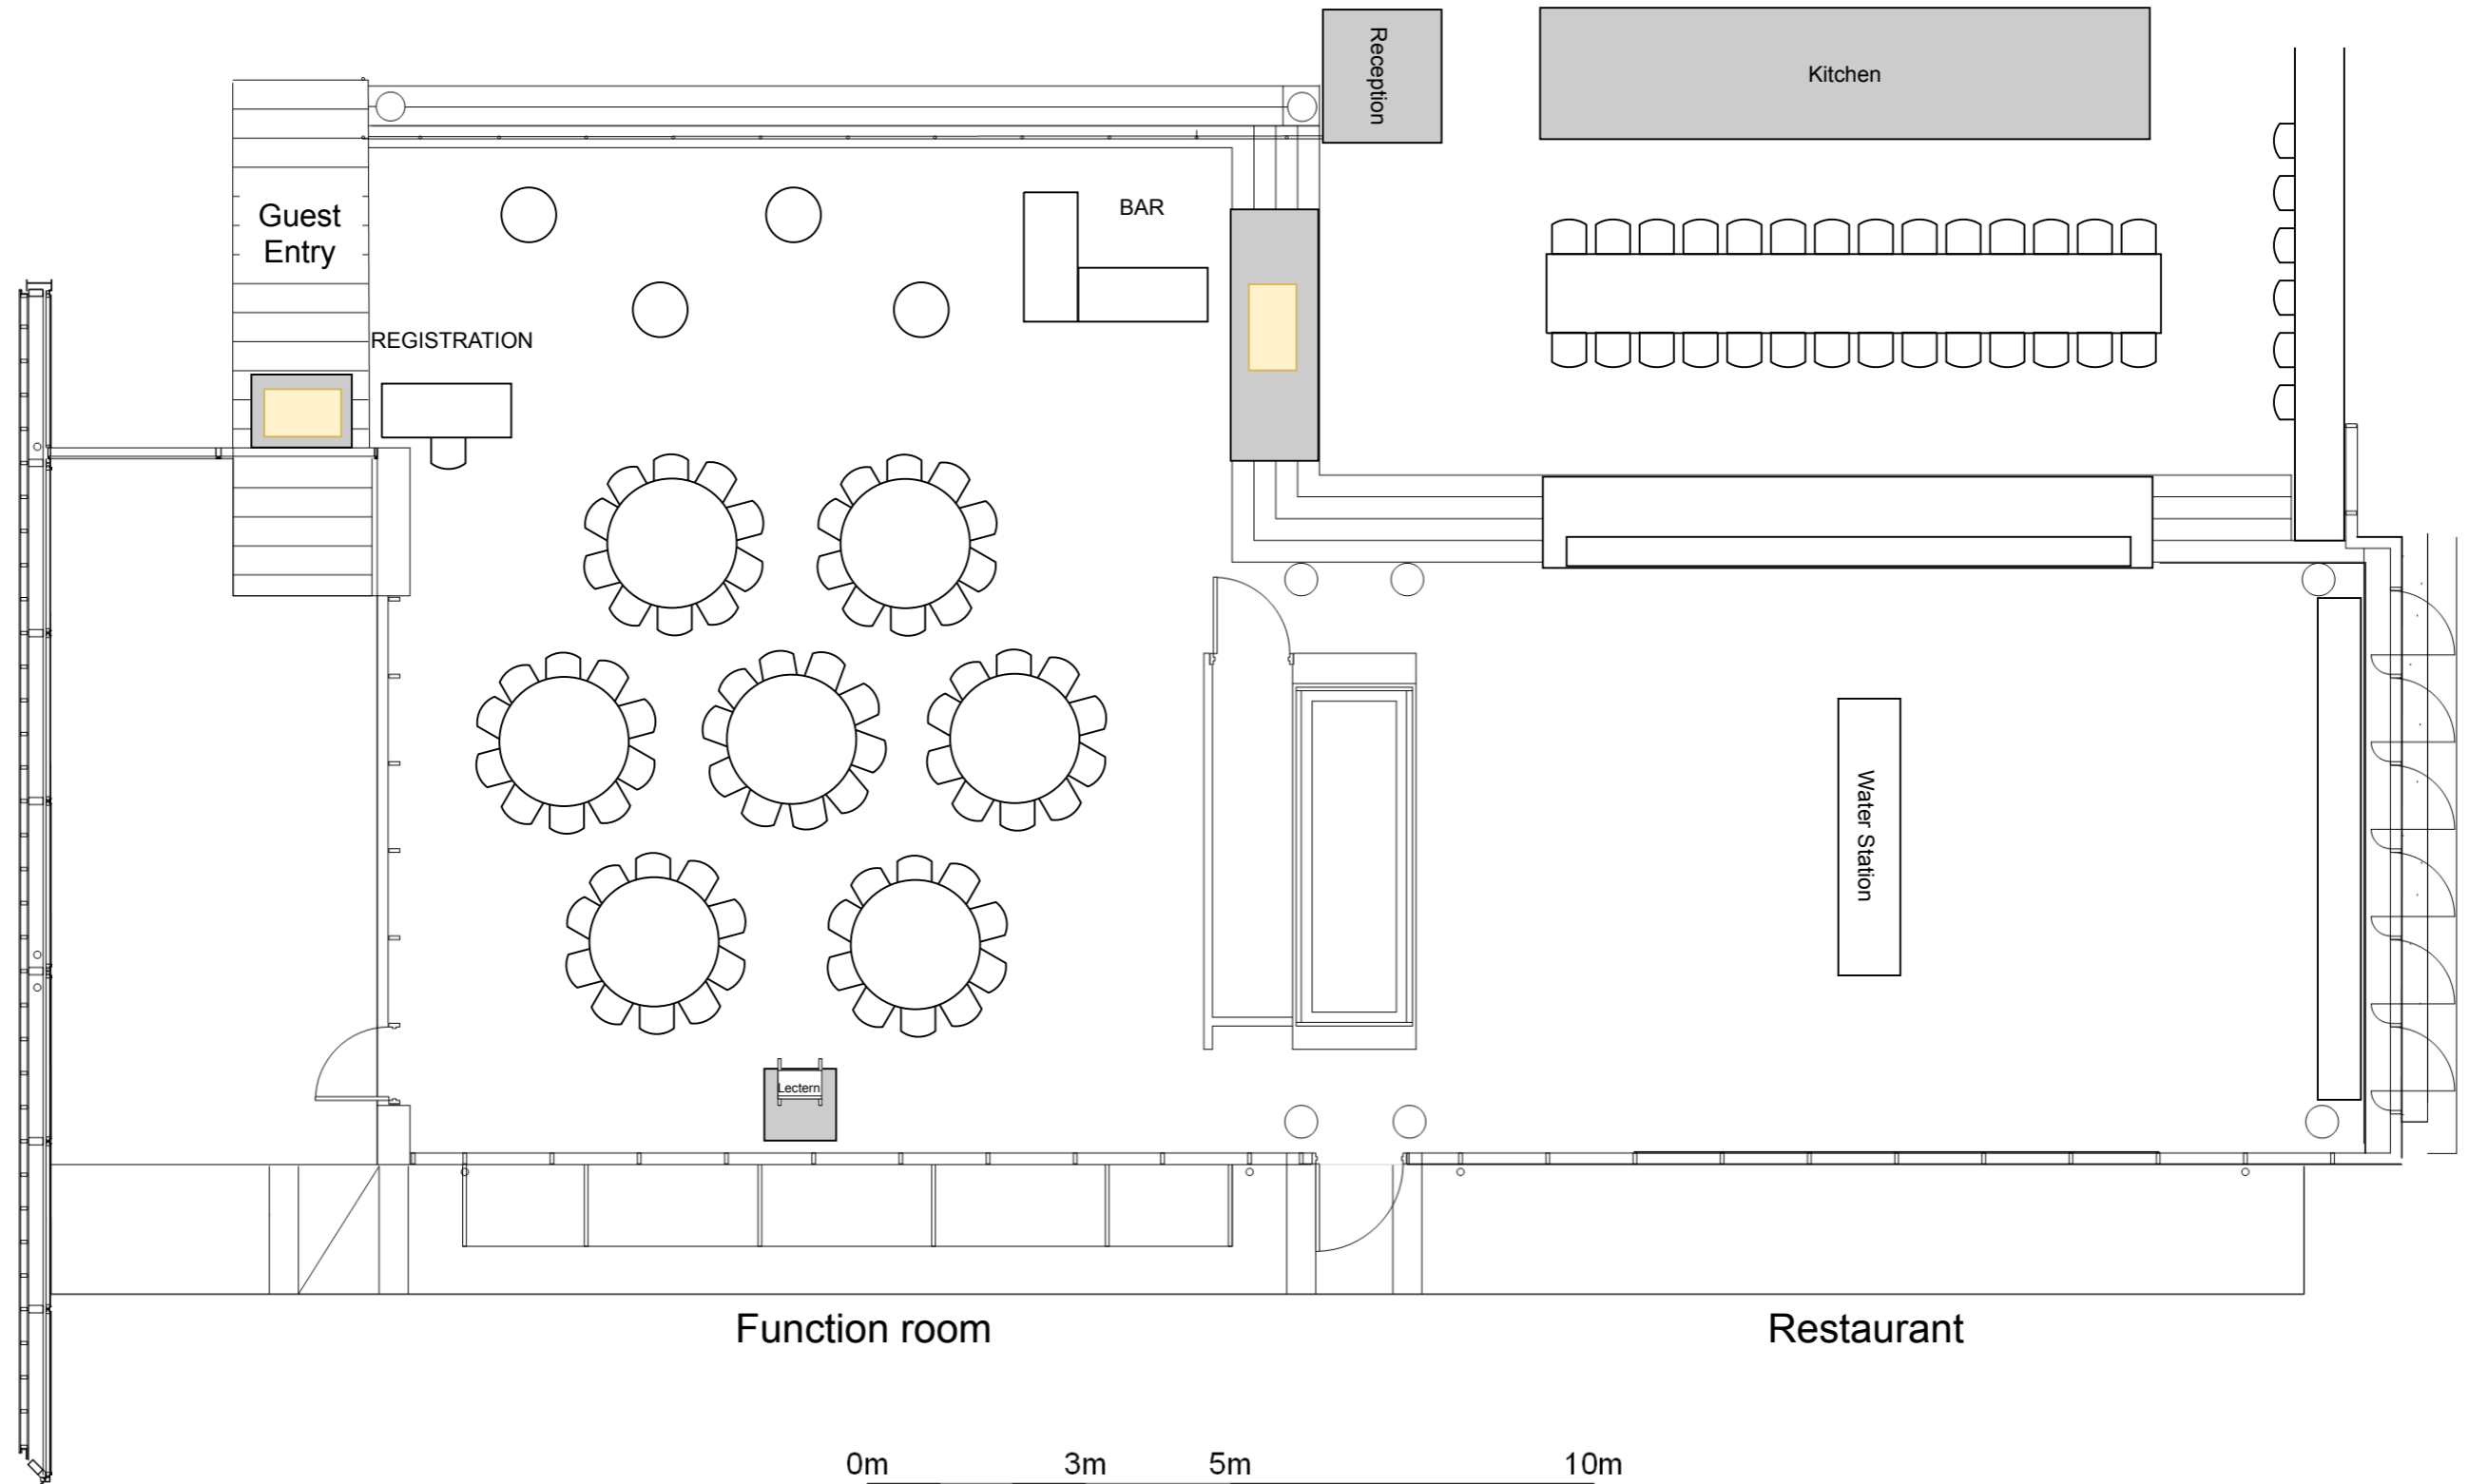 Reception
Kitchen
Guest
Entry
BAR
REGISTRATION
Water Station
Lectern
Function room
Restaurant
0m 3m 5m 10m